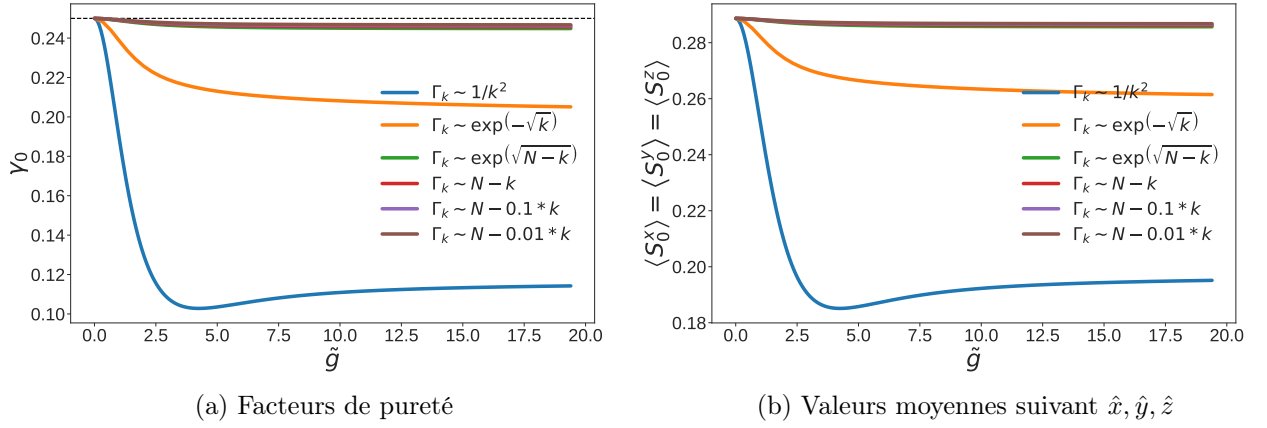 0.24
0.22
0.20
0.18
0.16
0.14
0.12
0.10
γ₀
Γₖ ~ 1/k²
Γₖ ~ exp(−√k)
Γₖ ~ exp(√N − k)
Γₖ ~ N − k
Γₖ ~ N − 0.1 * k
Γₖ ~ N − 0.01 * k
0.0 2.5 5.0 7.5 10.0 12.5 15.0 17.5 20.0
g̃
(a) Facteurs de pureté
0.28
0.26
0.24
0.22
0.20
0.18
⟨S₀ˣ⟩ = ⟨S₀ʸ⟩ = ⟨S₀ᶻ⟩
Γₖ ~ 1/k²
Γₖ ~ exp(−√k)
Γₖ ~ exp(√N − k)
Γₖ ~ N − k
Γₖ ~ N − 0.1 * k
Γₖ ~ N − 0.01 * k
0.0 2.5 5.0 7.5 10.0 12.5 15.0 17.5 20.0
g̃
(b) Valeurs moyennes suivant x̂, ŷ, ẑ